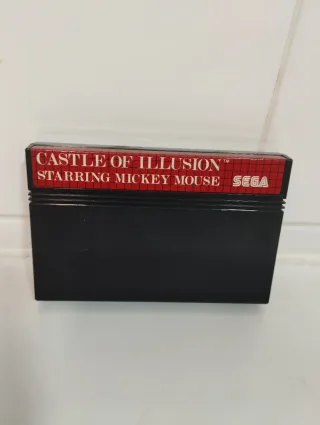 CASTLE OF ILLUSION™
STARRING MICKEY MOUSE SEGA